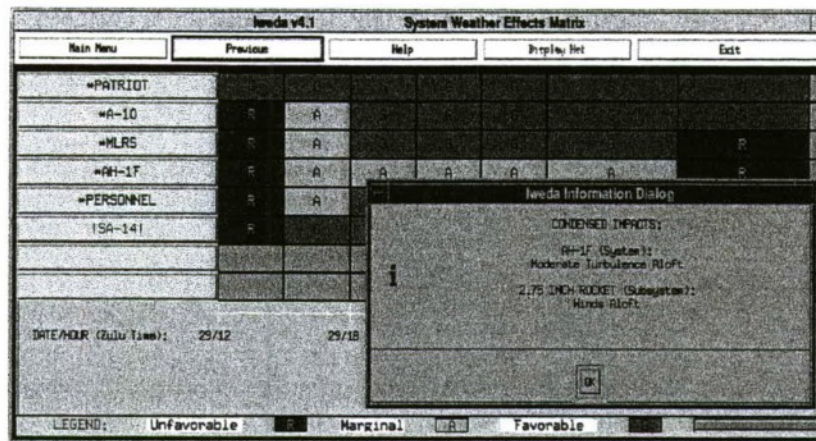 Iweda v4.1 System Weather Effects Matrix
Main Menu Previous Help Display Net Exit
*PATRIOT
*A-10 R A
*MLRS R A R
*AH-1F R A A A A A R
*PERSONNEL R A
!SA-14! R
Iweda Information Dialog
CONDENSED IMPACTS:
AH-1F (System):
Moderate Turbulence Aloft
2.75 INCH ROCKET (Subsystem):
Winds Aloft
i
OK
DATE/HOUR (Zulu Time): 29/12 29/18
LEGEND: Unfavorable R Marginal A Favorable